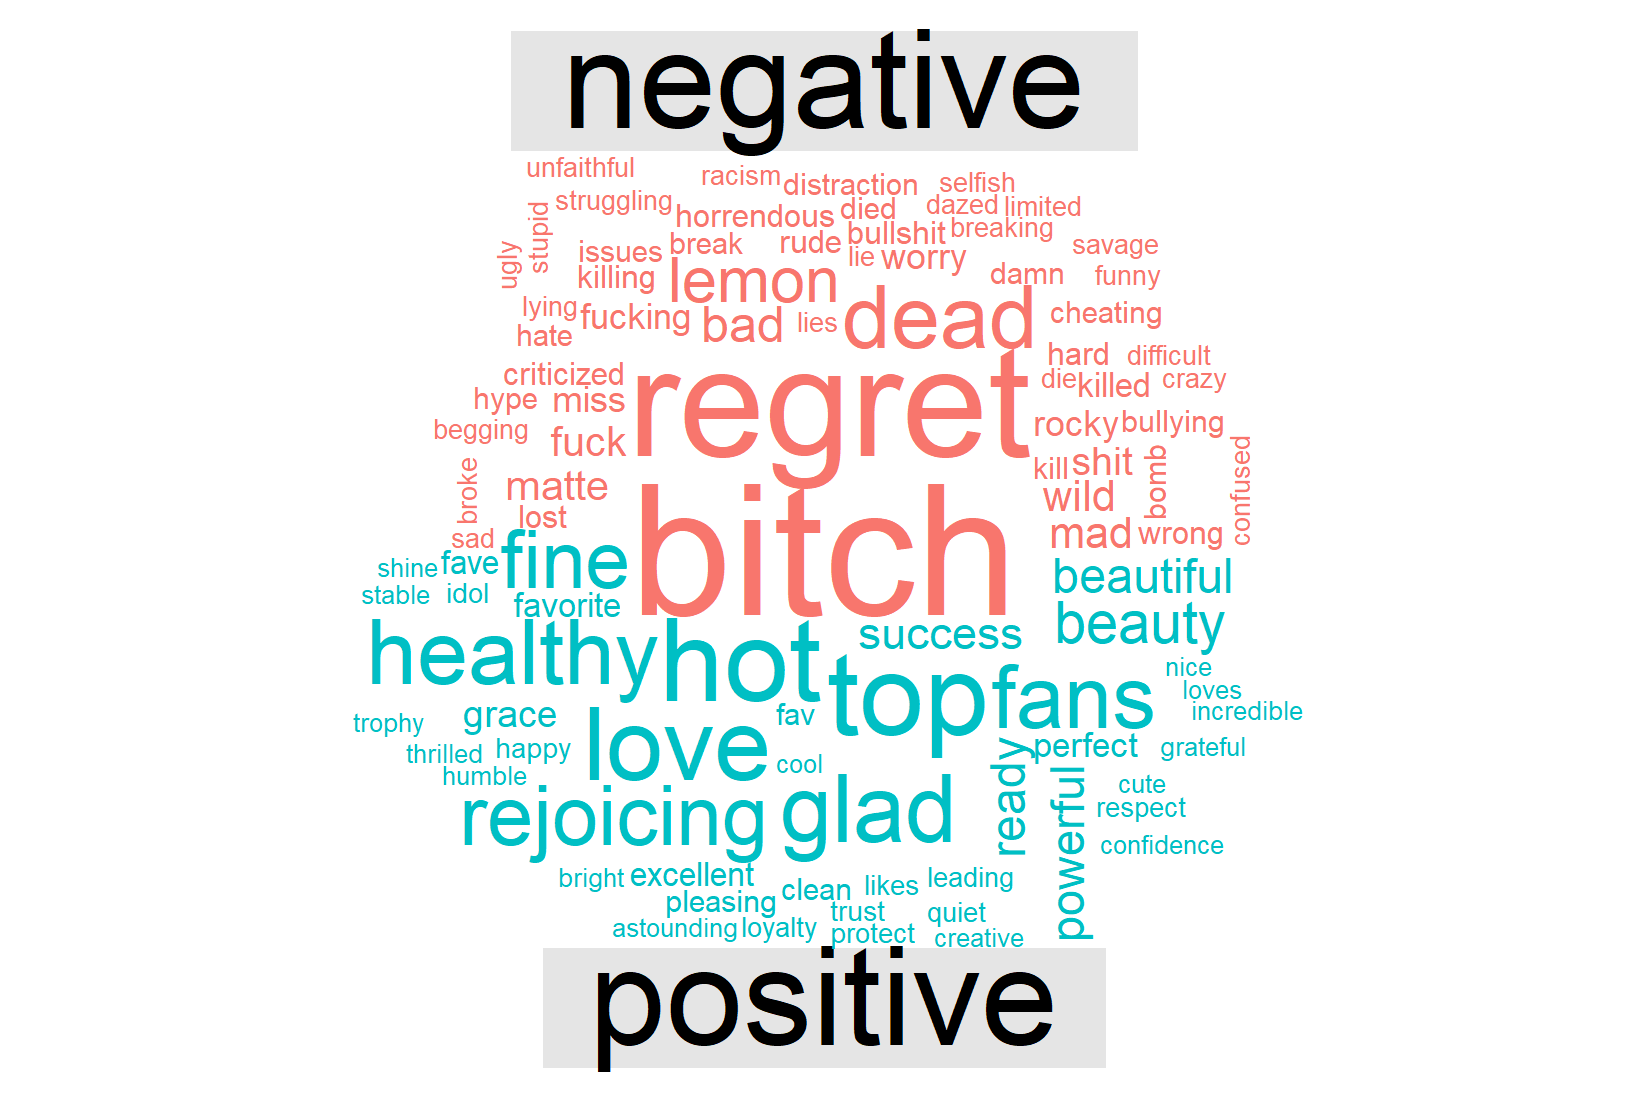 negative
unfaithful
racism
distraction
selfish
struggling
stupid
horrendous
died
dazed
limited
ugly
issues
break
rude
bullshit
breaking
lie
worry
savage
killing
lemon
damn
funny
lying
fucking
bad
lies
dead
cheating
hate
criticized
regret
hard
difficult
die
killed
crazy
hype
miss
begging
fuck
rocky
bullying
broke
matte
kill
shit
bomb
confused
lost
bitch
wild
sad
mad
wrong
shine
fave
fine
beautiful
stable
idol
favorite
beauty
healthy
hot
success
top
fans
nice
loves
incredible
trophy
grace
love
fav
thrilled
happy
cool
ready
perfect
grateful
humble
rejoicing
glad
powerful
cute
respect
confidence
bright
excellent
clean
likes
leading
pleasing
trust
quiet
astounding
loyalty
protect
creative
positive